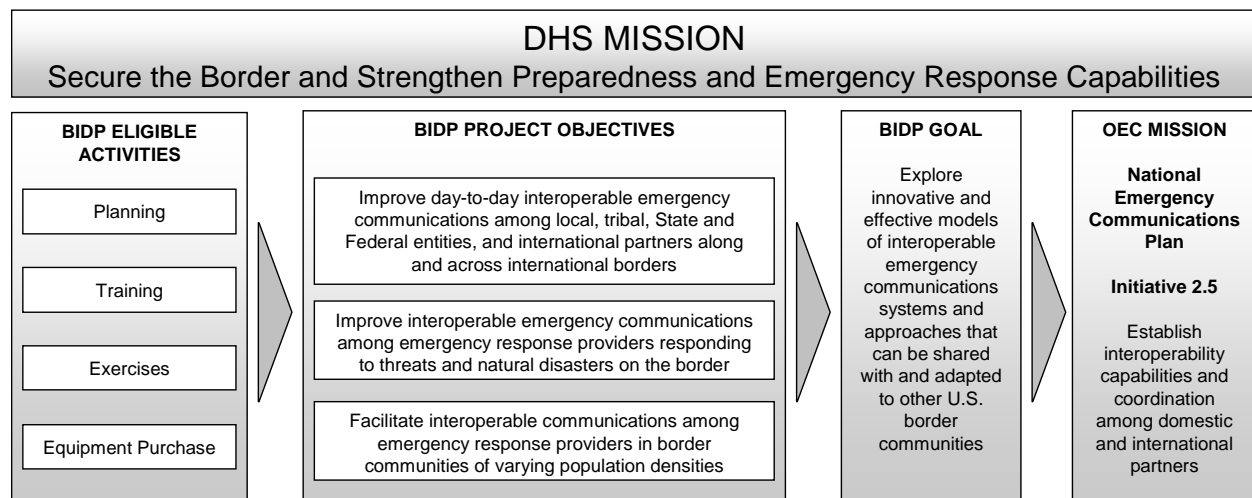 DHS MISSION
Secure the Border and Strengthen Preparedness and Emergency Response Capabilities
BIDP ELIGIBLE
ACTIVITIES
Planning
Training
Exercises
Equipment Purchase
BIDP PROJECT OBJECTIVES
Improve day-to-day interoperable emergency
communications among local, tribal, State and
Federal entities, and international partners along
and across international borders
Improve interoperable emergency communications
among emergency response providers responding
to threats and natural disasters on the border
Facilitate interoperable communications among
emergency response providers in border
communities of varying population densities
BIDP GOAL
Explore
innovative and
effective models
of interoperable
emergency
communications
systems and
approaches that
can be shared
with and adapted
to other U.S.
border
communities
OEC MISSION
National
Emergency
Communications
Plan
Initiative 2.5
Establish
interoperability
capabilities and
coordination
among domestic
and international
partners